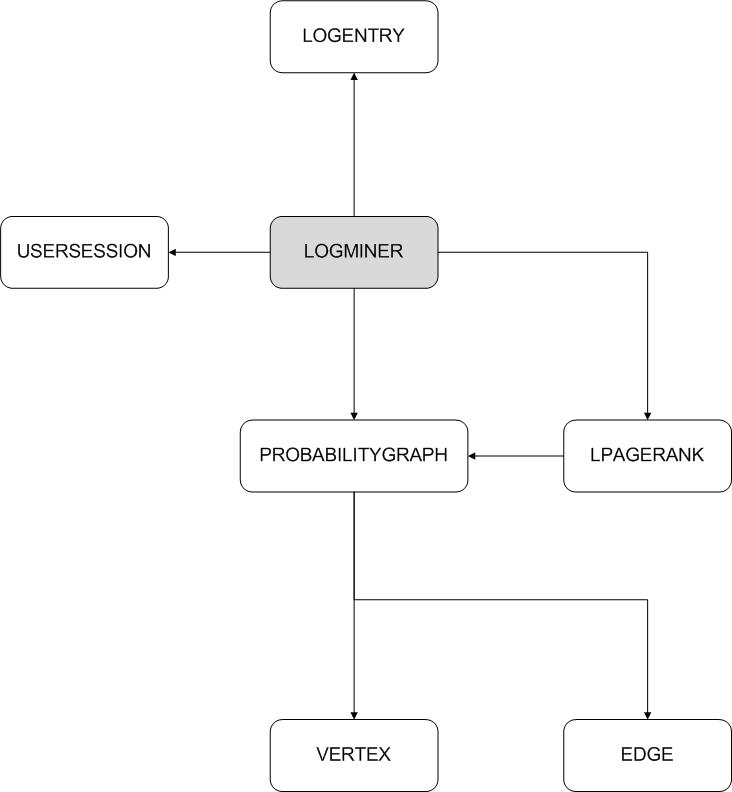 LOGENTRY
USERSESSION
LOGMINER
PROBABILITYGRAPH
LPAGERANK
VERTEX
EDGE